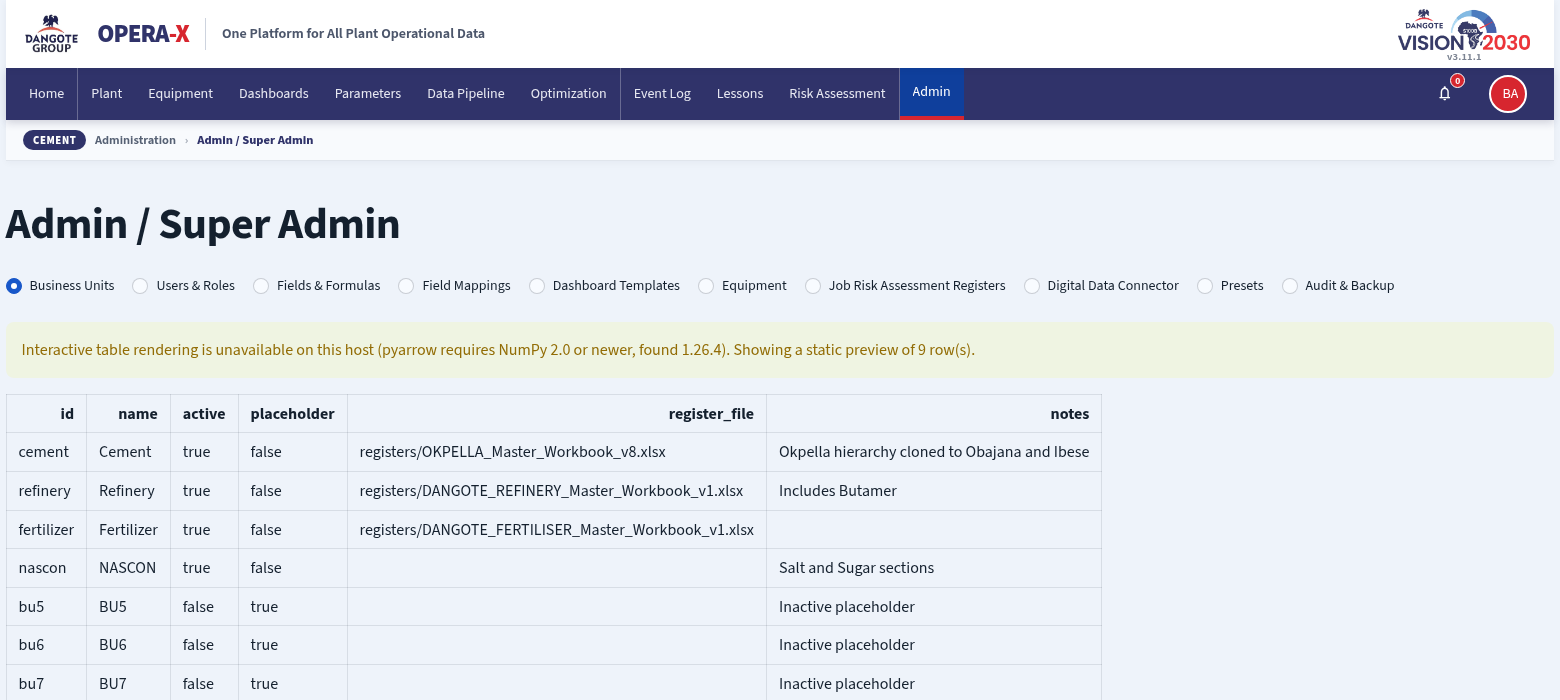 DANGOTE
GROUP
OPERA-X
One Platform for All Plant Operational Data
DANGOTE
VISION 2030
v3.11.1
Home Plant Equipment Dashboards Parameters Data Pipeline Optimization Event Log Lessons Risk Assessment Admin
0
BA
CEMENT Administration › Admin / Super Admin
Admin / Super Admin
Business Units Users & Roles Fields & Formulas Field Mappings Dashboard Templates Equipment Job Risk Assessment Registers Digital Data Connector Presets Audit & Backup
Interactive table rendering is unavailable on this host (pyarrow requires NumPy 2.0 or newer, found 1.26.4). Showing a static preview of 9 row(s).
id name active placeholder register_file notes
cement Cement true false registers/OKPELLA_Master_Workbook_v8.xlsx Okpella hierarchy cloned to Obajana and Ibese
refinery Refinery true false registers/DANGOTE_REFINERY_Master_Workbook_v1.xlsx Includes Butamer
fertilizer Fertilizer true false registers/DANGOTE_FERTILISER_Master_Workbook_v1.xlsx
nascon NASCON true false Salt and Sugar sections
bu5 BU5 false true Inactive placeholder
bu6 BU6 false true Inactive placeholder
bu7 BU7 false true Inactive placeholder